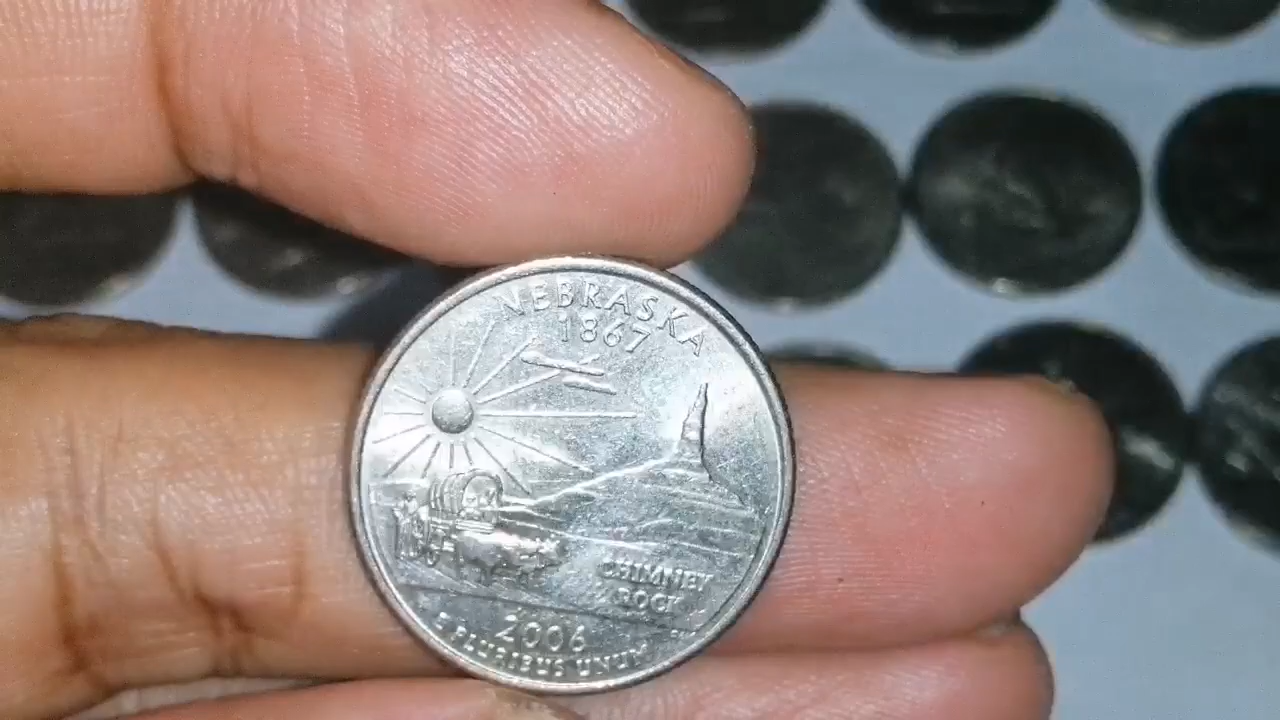 NEBRASKA
1867
CHIMNEY
ROCK
2006
E PLURIBUS UNUM